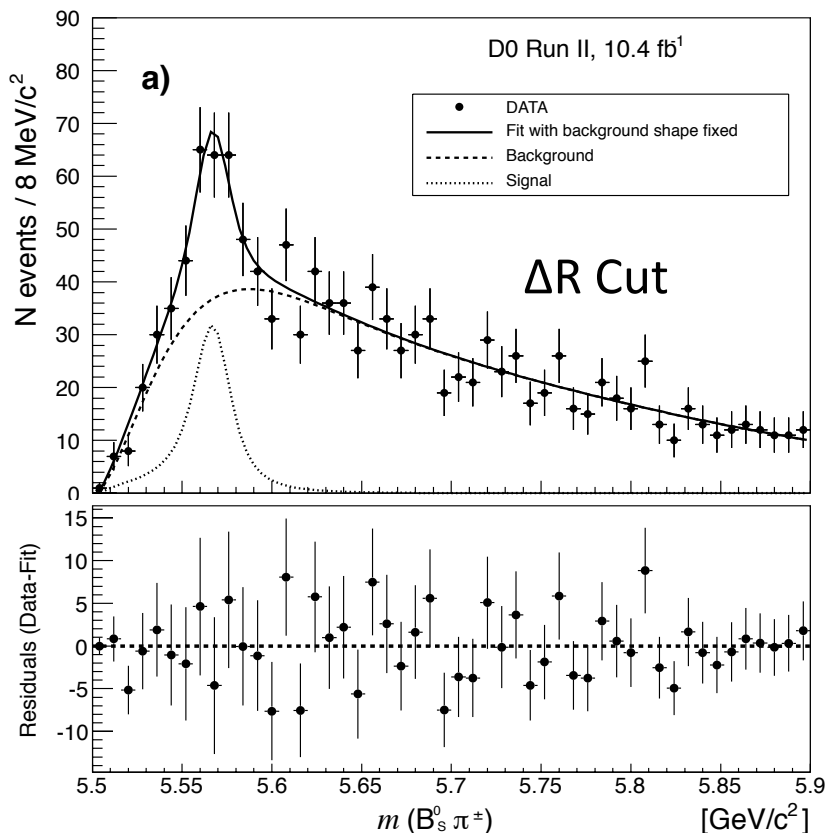 D0 Run II, 10.4 fb⁻¹
a)
DATA
Fit with background shape fixed
Background
Signal
ΔR Cut
N events / 8 MeV/c²
90
80
70
60
50
40
30
20
10
0
Residuals (Data-Fit)
15
10
5
0
-5
-10
5.5 5.55 5.6 5.65 5.7 5.75 5.8 5.85 5.9
m (B⁰ₛ π±) [GeV/c²]